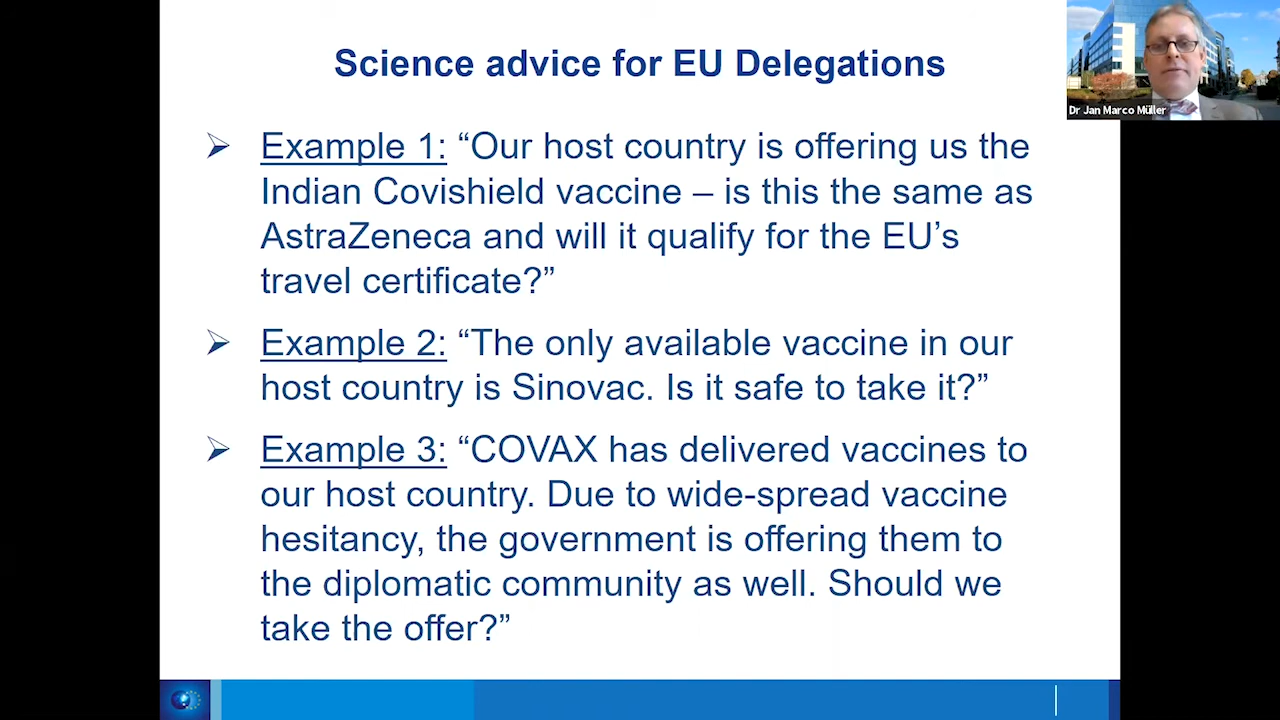 Science advice for EU Delegations
Dr Jan Marco Müller
➢ Example 1: “Our host country is offering us the
Indian Covishield vaccine – is this the same as
AstraZeneca and will it qualify for the EU’s
travel certificate?”
➢ Example 2: “The only available vaccine in our
host country is Sinovac. Is it safe to take it?”
➢ Example 3: “COVAX has delivered vaccines to
our host country. Due to wide-spread vaccine
hesitancy, the government is offering them to
the diplomatic community as well. Should we
take the offer?”